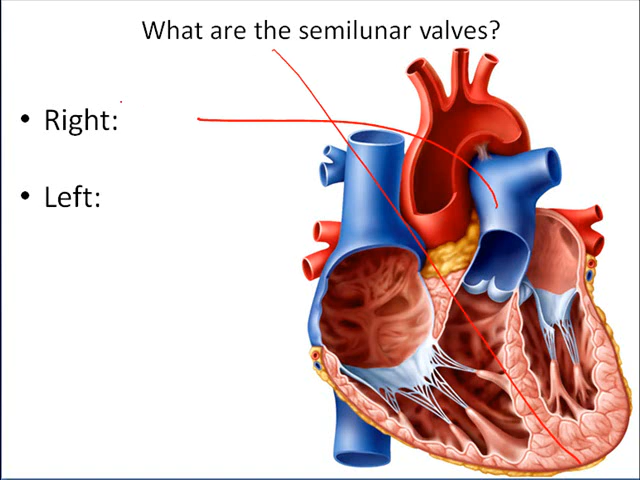 What are the semilunar valves?
• Right:
• Left: